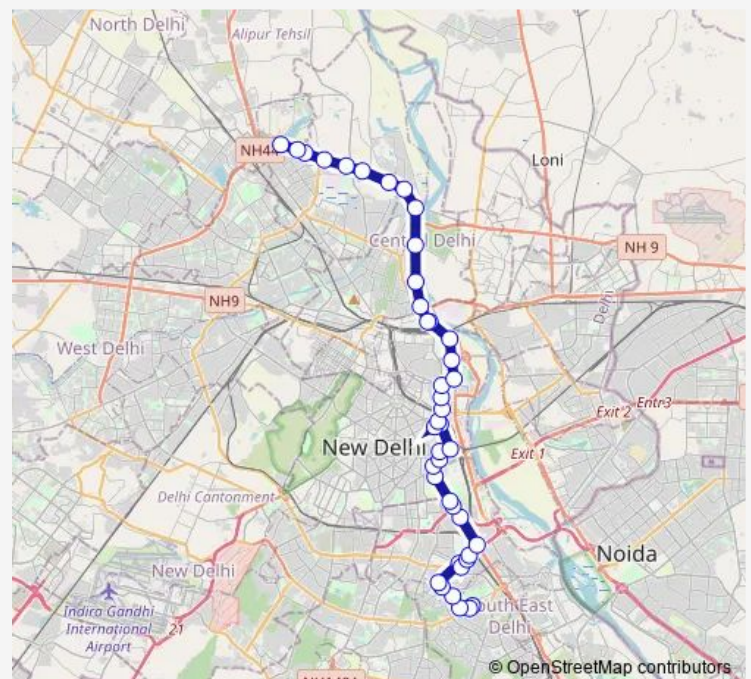 North Delhi
Alipur Tehsil
NH44
Loni
Central Delhi
NH 9
NH9
Delhi
West Delhi
Entr3
Exit 2
New Delhi
Exit 1
Delhi Cantonment
Noida
New Delhi
Indira Gandhi
International
Airport
21
South East
Delhi
© OpenStreetMap contributors